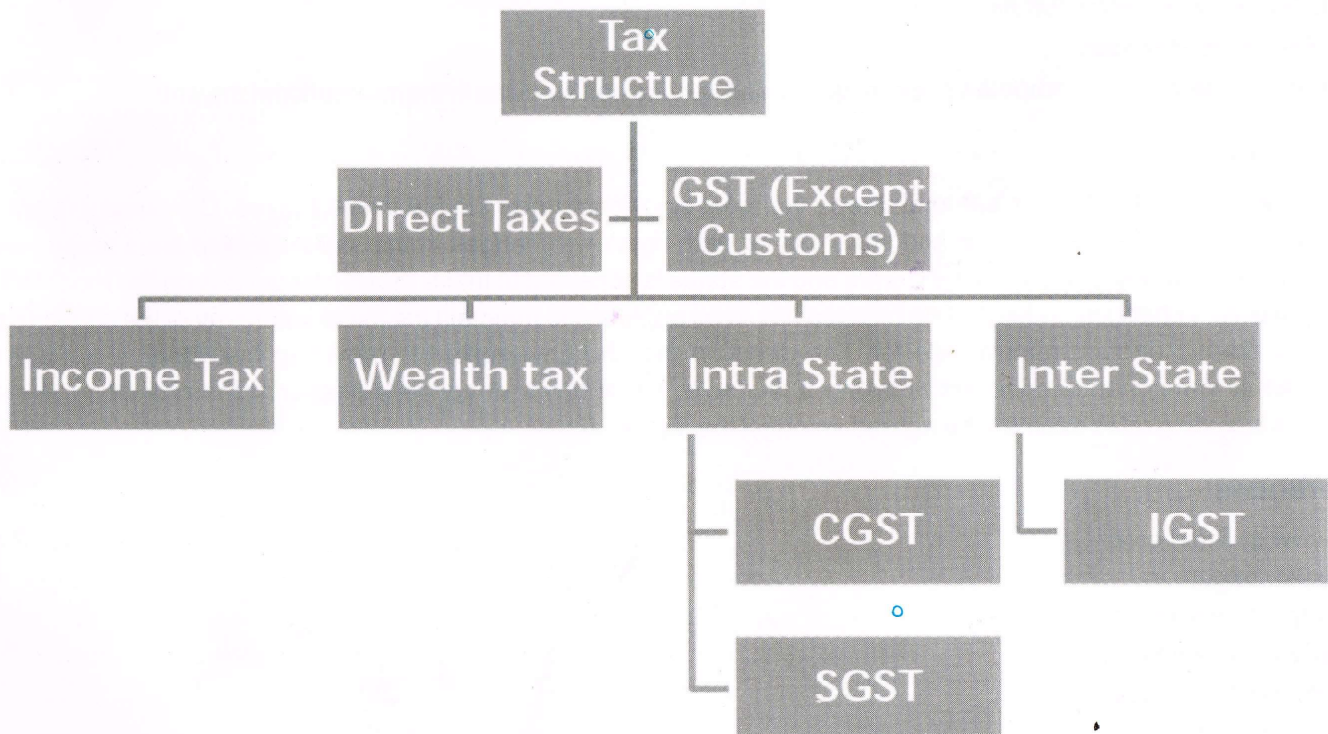 Tax
Structure
Direct Taxes
GST (Except
Customs)
Income Tax
Wealth tax
Intra State
Inter State
CGST
IGST
SGST